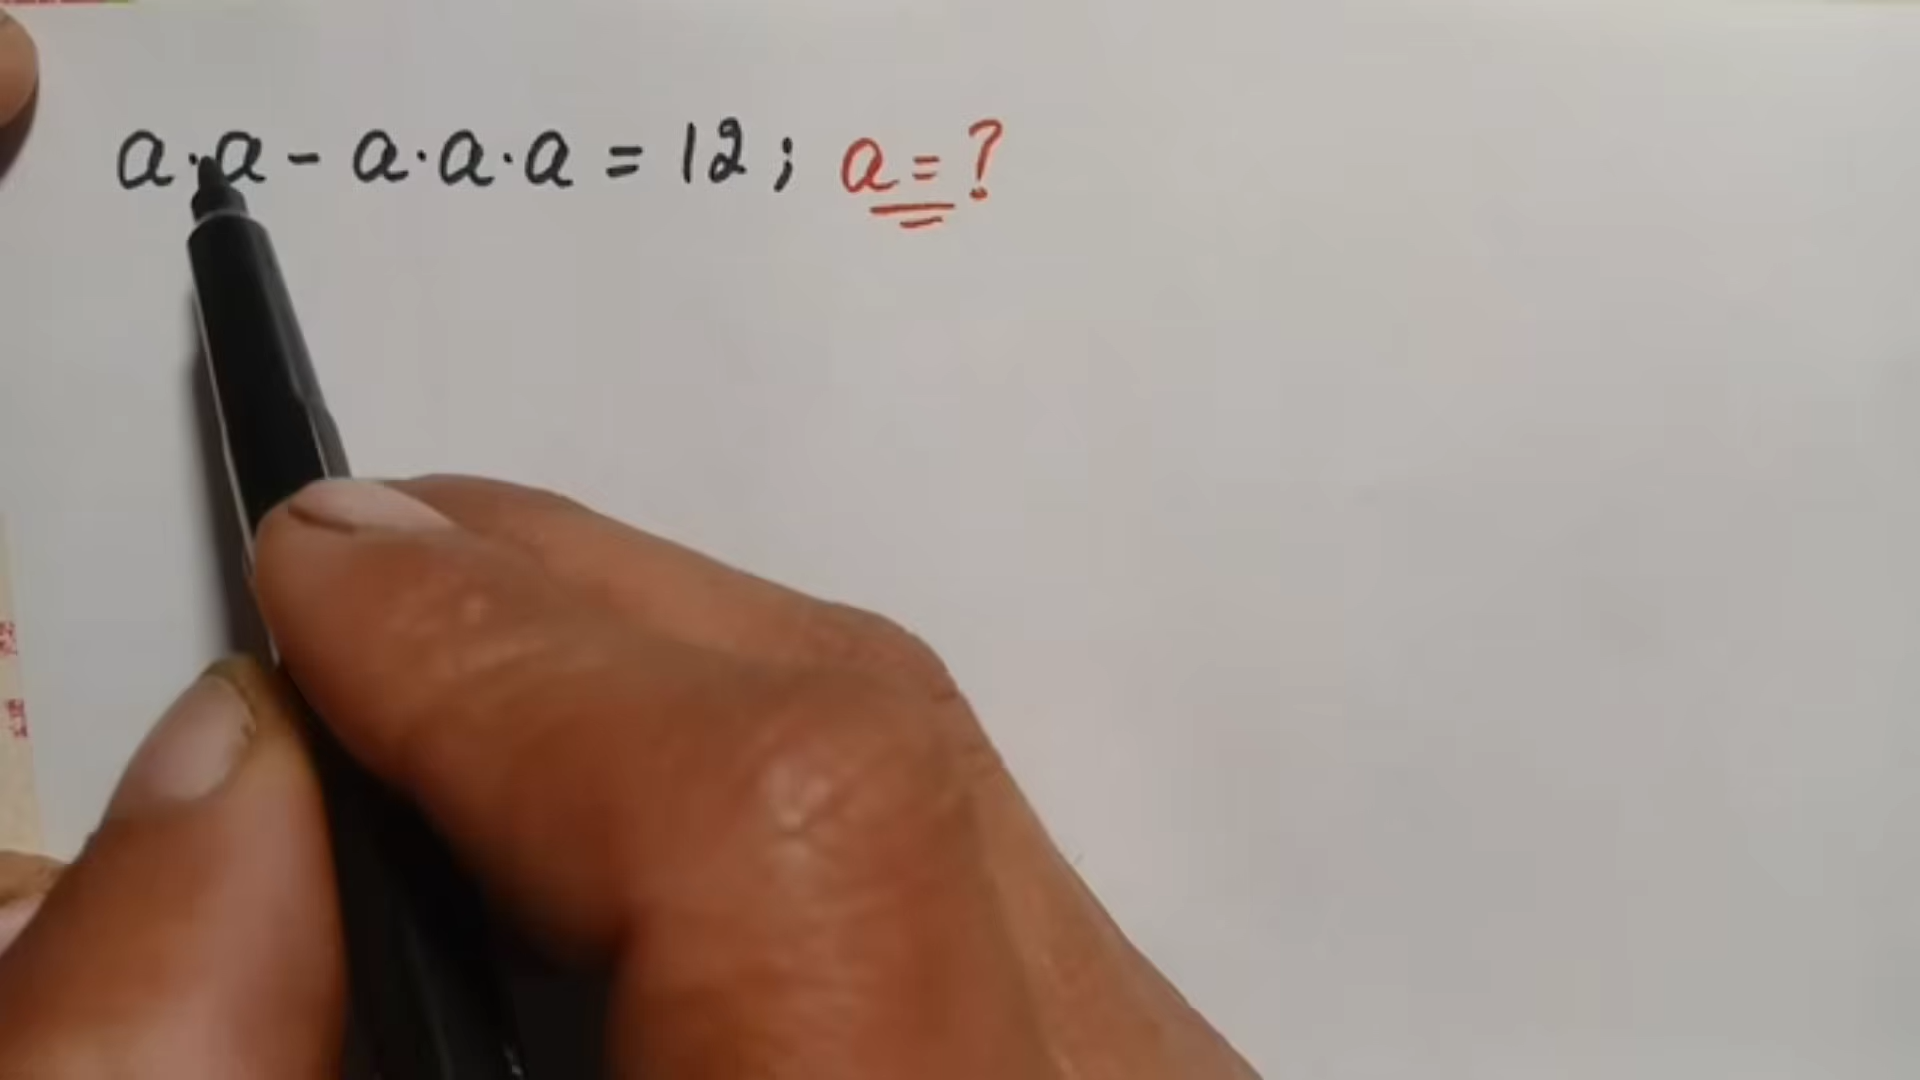 a·a - a·a·a = 12; a = ?